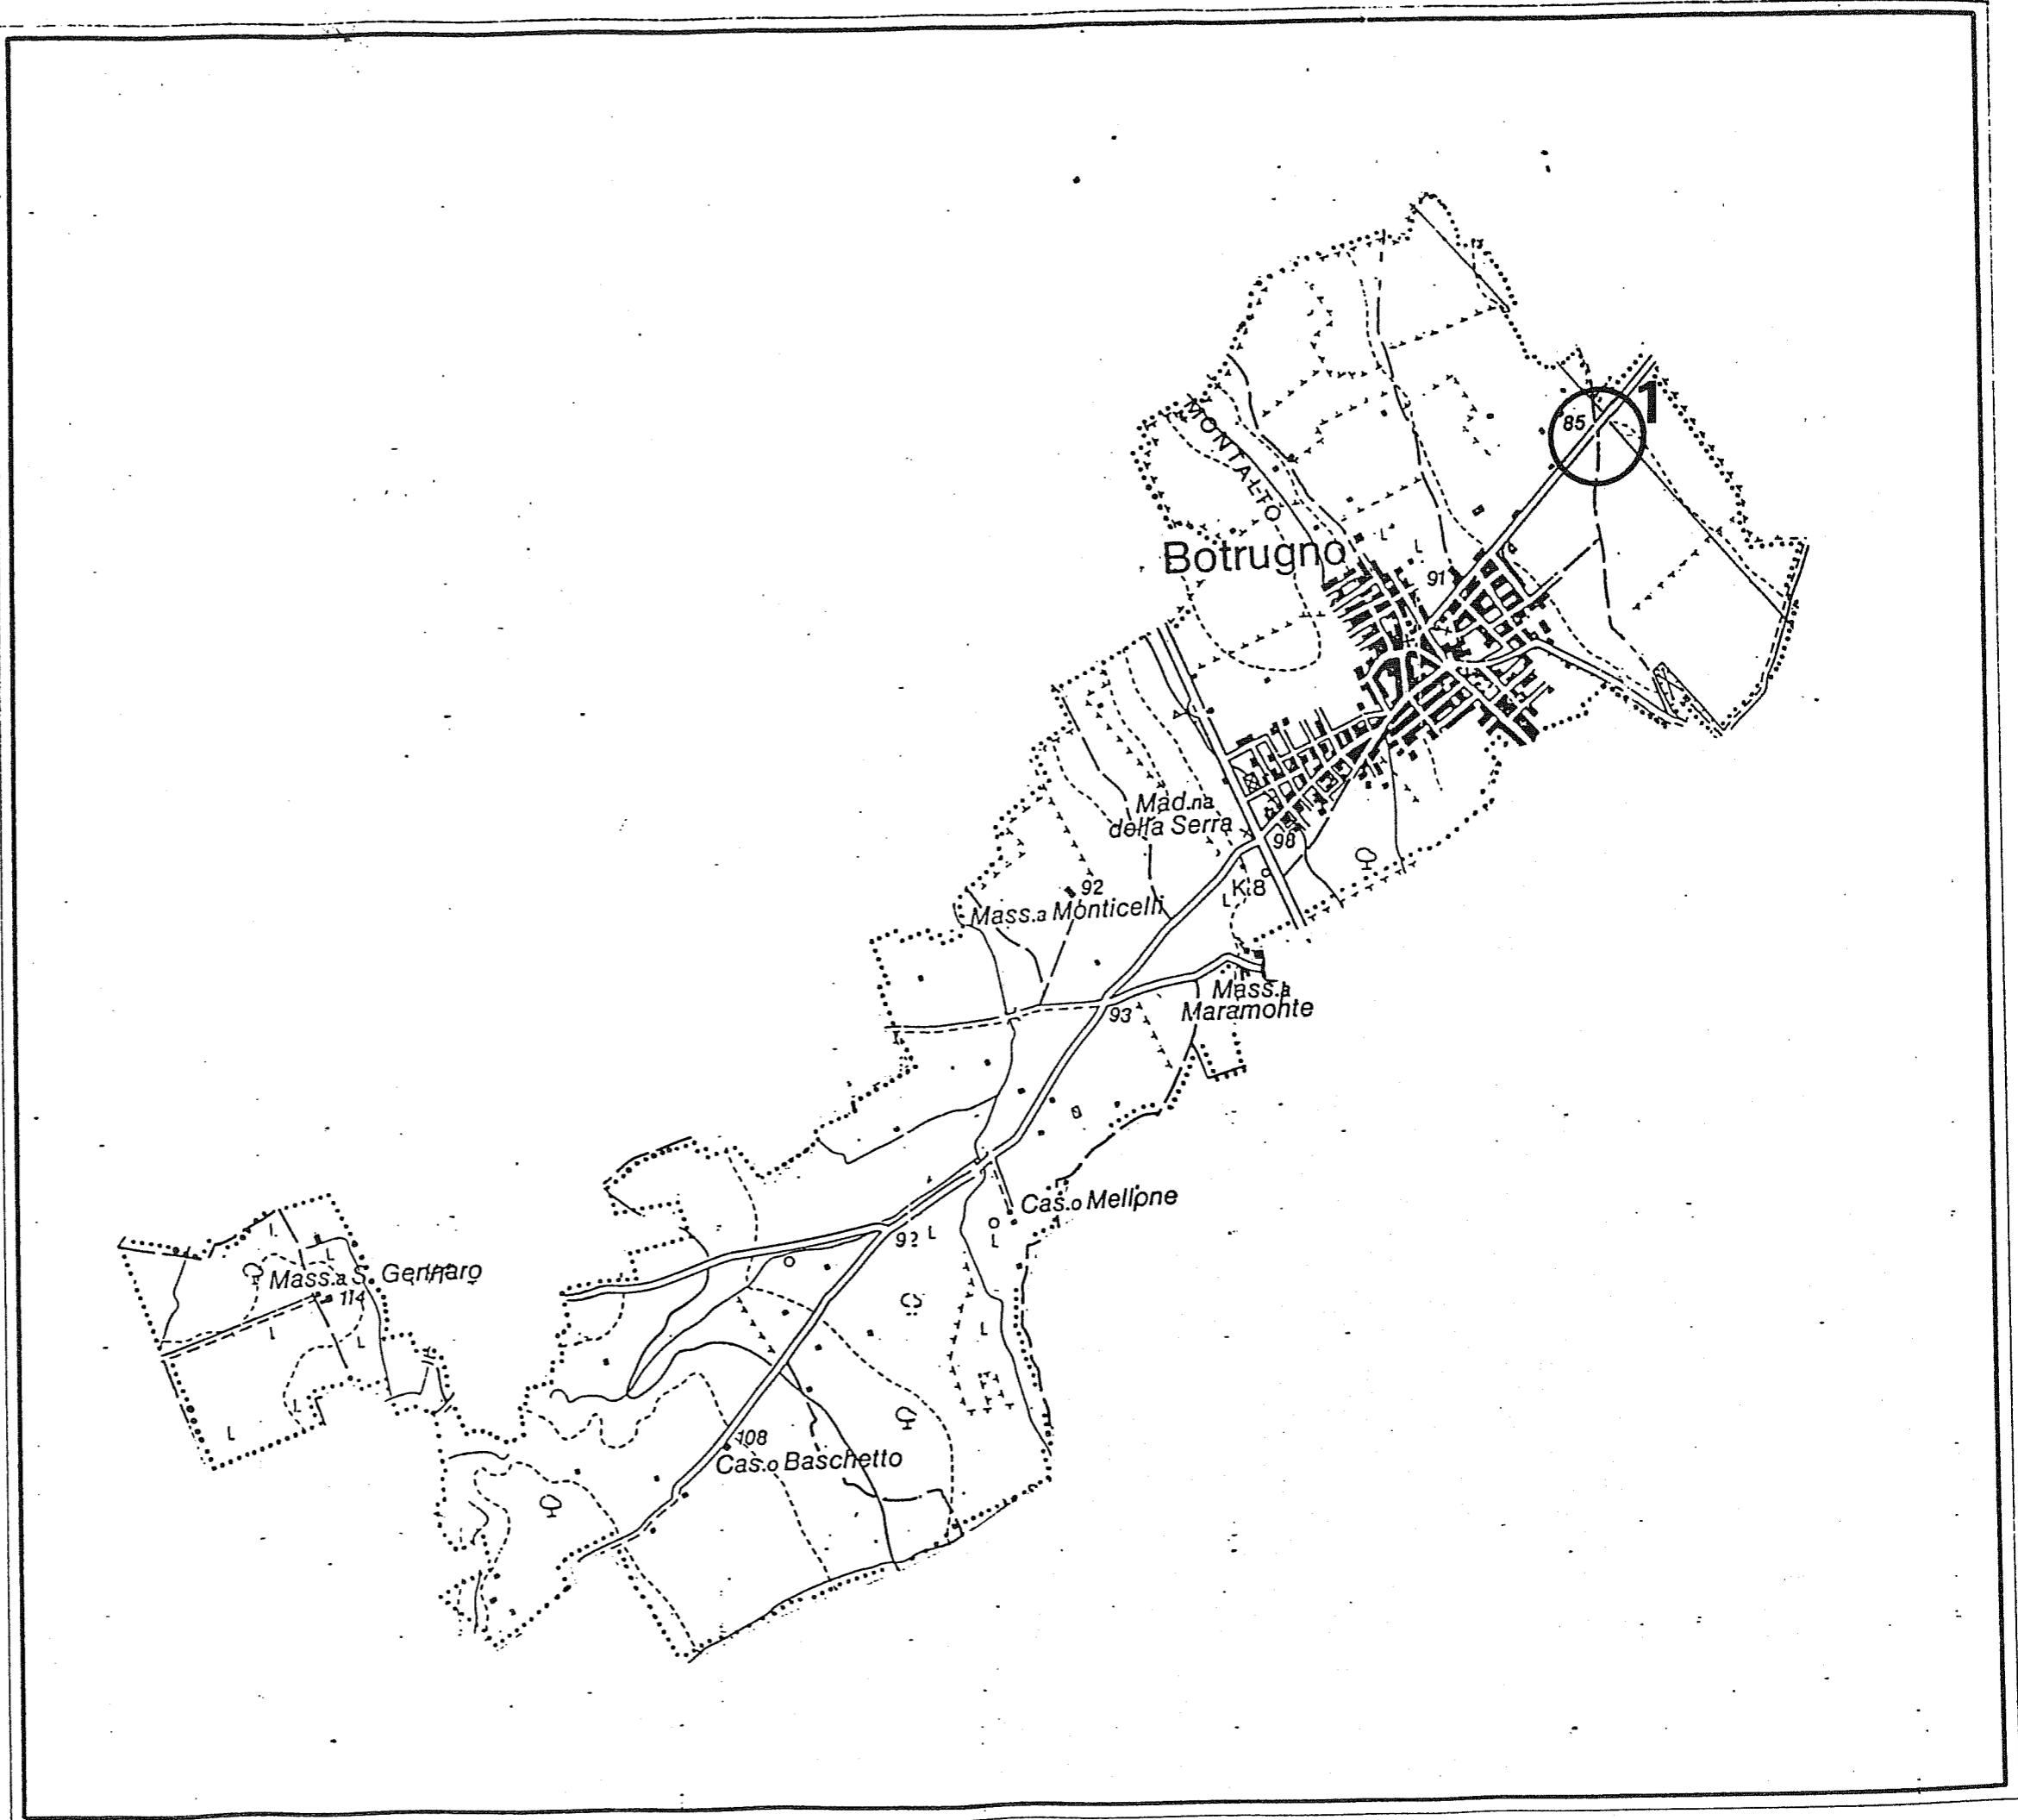 1
85
MONTALTO
Botrugno
91
Mad.na
della Serra
98
K.8
92
Mass.a Monticelli
Mass.a
Maramonte
93
Cas.o Mellone
92
Mass.a S. Gennaro
114
108
Cas.o Baschetto